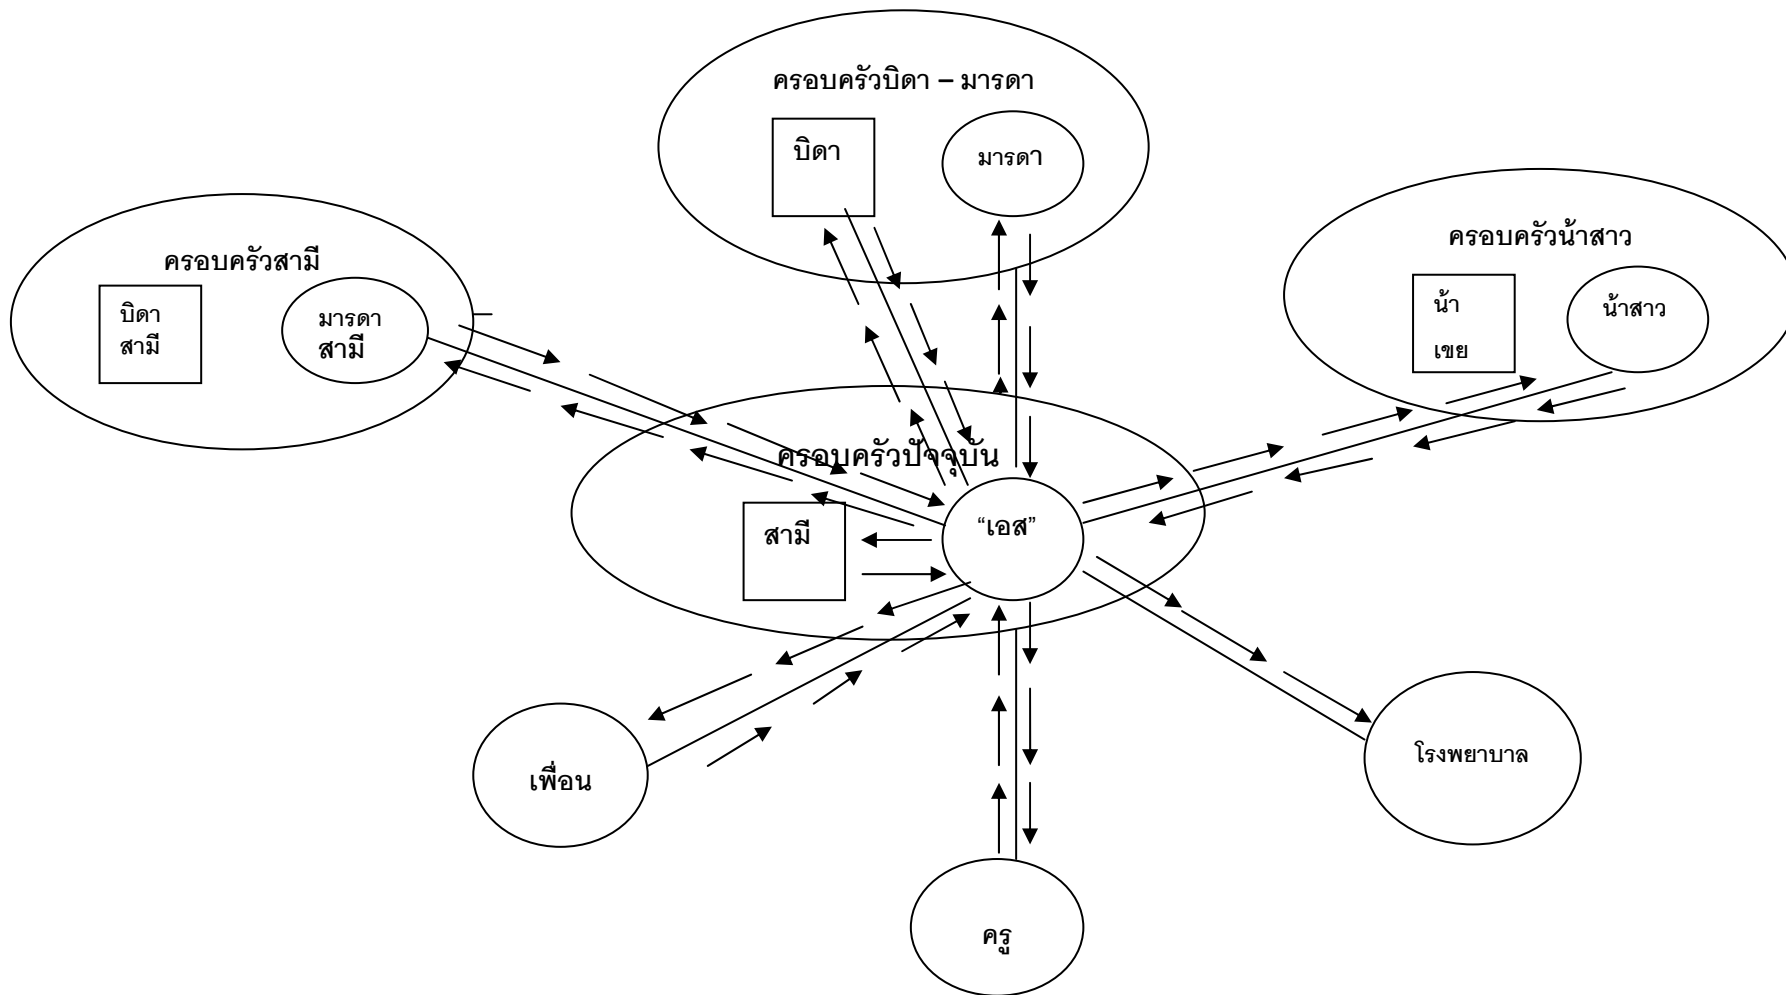 ครอบครัวบิดา – มารดา
บิดา
มารดา
ครอบครัวสามี
บิดา
สามี
มารดา
สามี
ครอบครัวน้าสาว
น้า
เขย
น้าสาว
ครอบครัวปัจจุบัน
สามี
“เอส”
เพื่อน
ครู
โรงพยาบาล